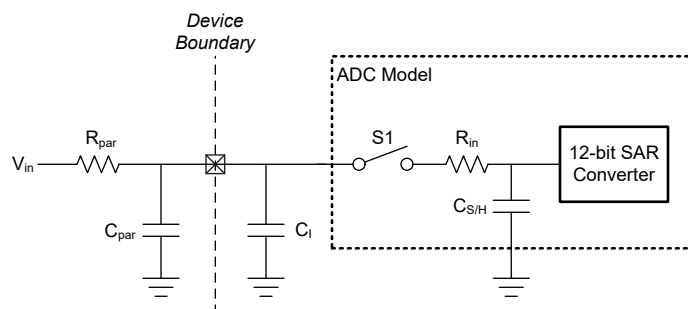 Device
Boundary
ADC Model
R_par
S1
R_in
V_in
12-bit SAR
Converter
C_par
C_I
C_S/H